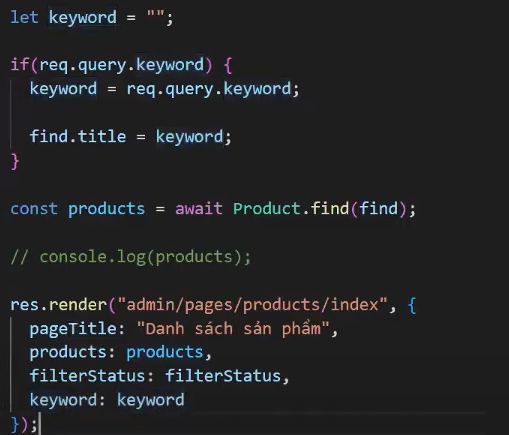 let keyword = "";
if(req.query.keyword) {
keyword = req.query.keyword;
find.title = keyword;
}
const products = await Product.find(find);
// console.log(products);
res.render("admin/pages/products/index", {
pageTitle: "Danh sách sản phẩm",
products: products,
filterStatus: filterStatus,
keyword: keyword
});